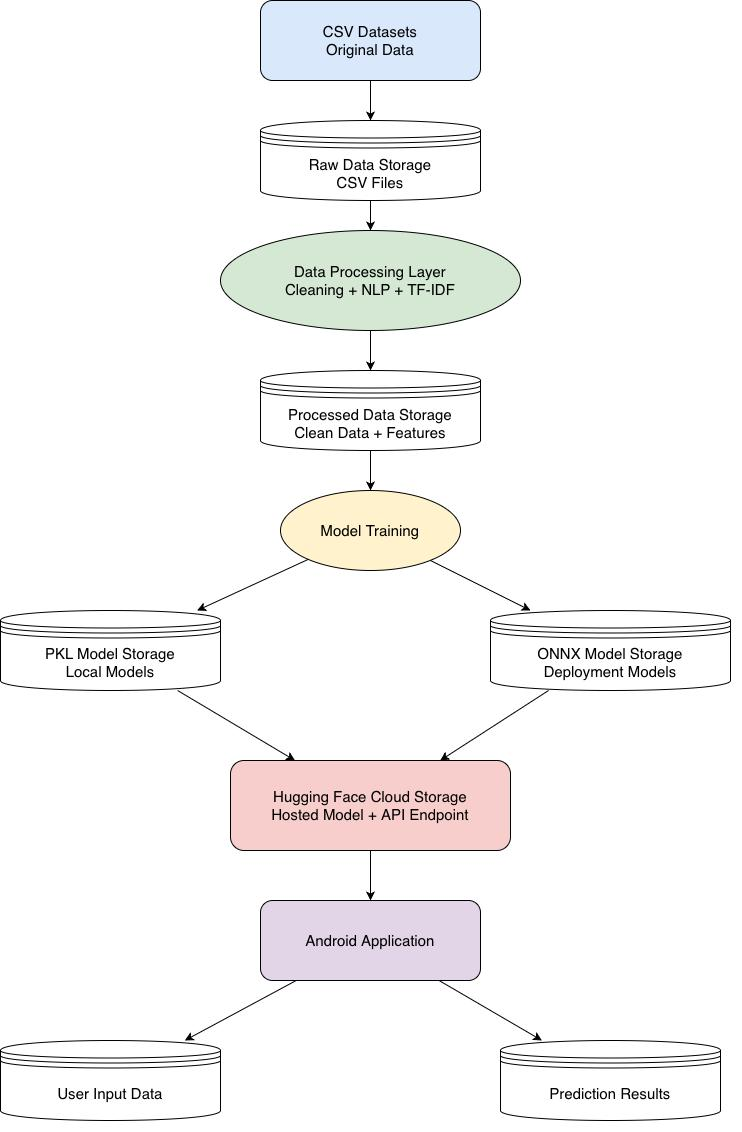 CSV Datasets
Original Data
Raw Data Storage
CSV Files
Data Processing Layer
Cleaning + NLP + TF-IDF
Processed Data Storage
Clean Data + Features
Model Training
PKL Model Storage
Local Models
ONNX Model Storage
Deployment Models
Hugging Face Cloud Storage
Hosted Model + API Endpoint
Android Application
User Input Data
Prediction Results